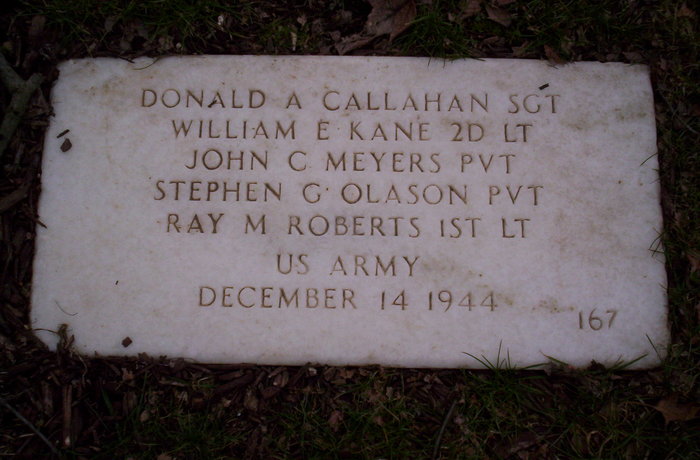 DONALD A CALLAHAN SGT
WILLIAM E KANE 2D LT
JOHN C MEYERS PVT
STEPHEN G OLASON PVT
RAY M ROBERTS 1ST LT
US ARMY
DECEMBER 14 1944
167